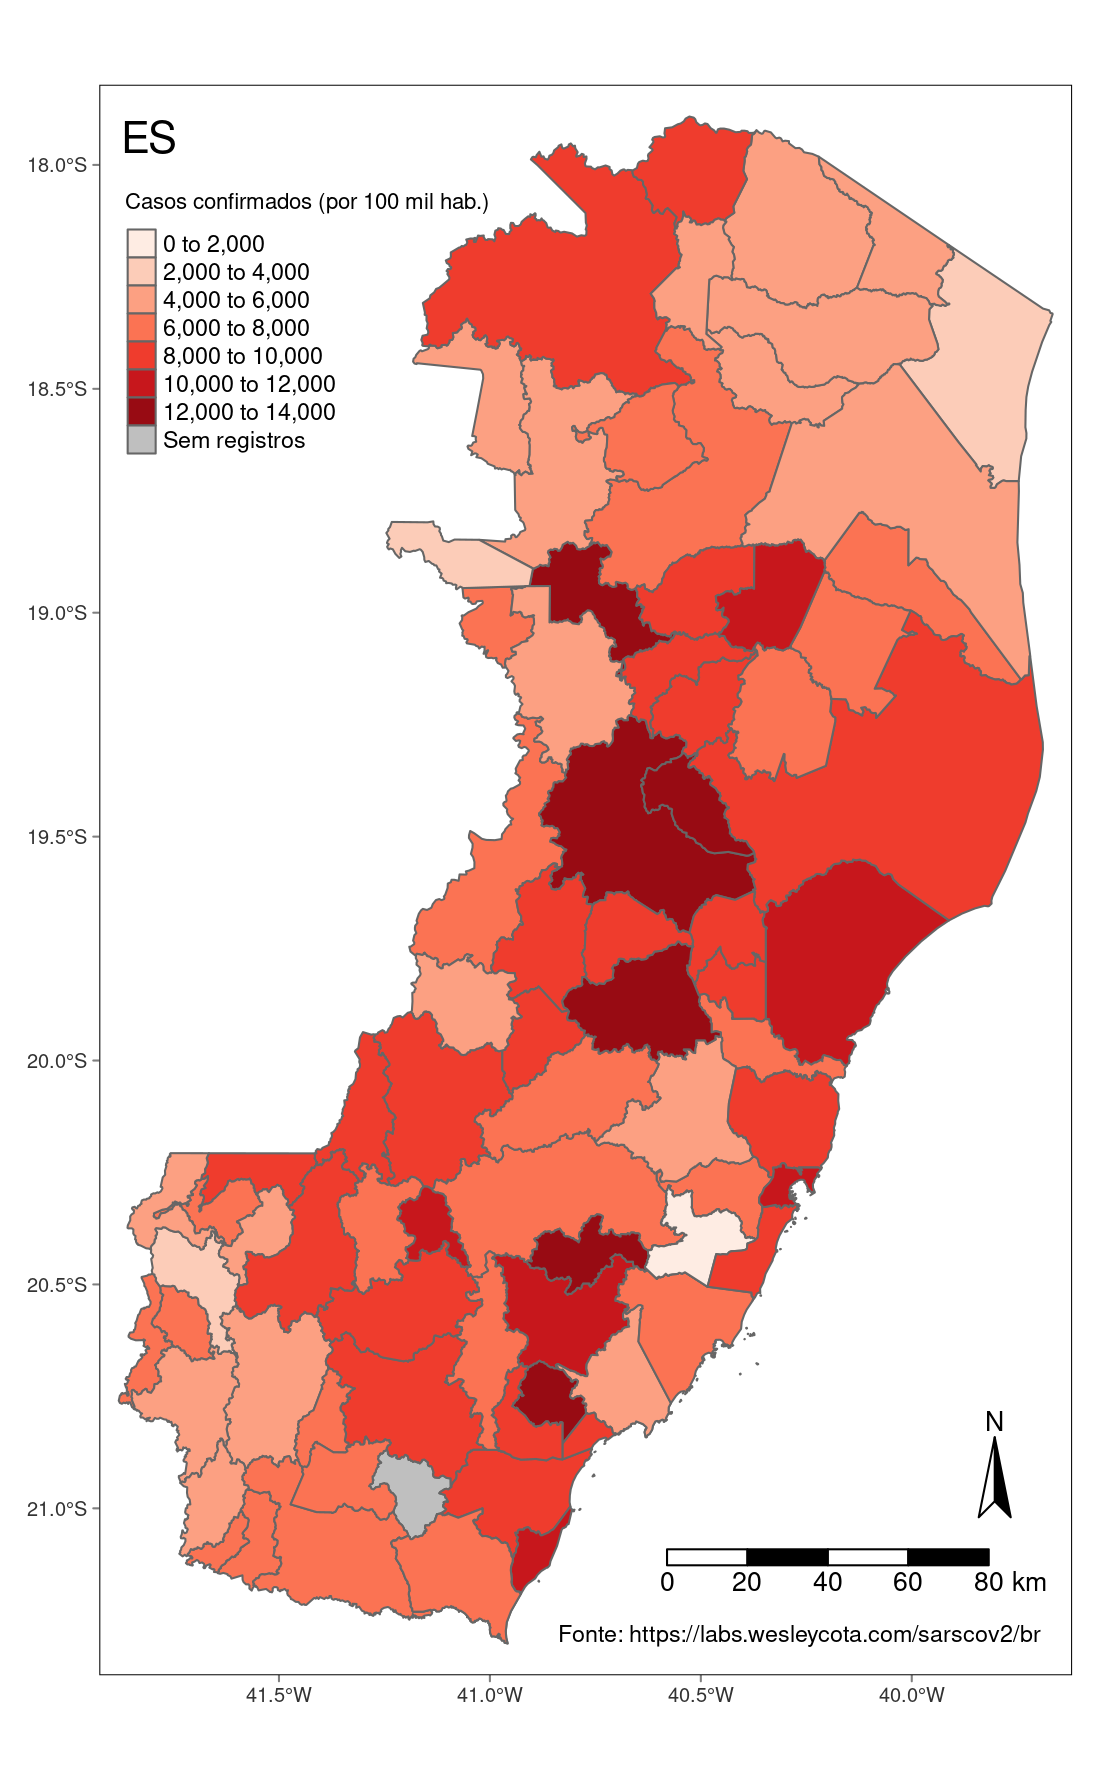 ES
Casos confirmados (por 100 mil hab.)
0 to 2,000
2,000 to 4,000
4,000 to 6,000
6,000 to 8,000
8,000 to 10,000
10,000 to 12,000
12,000 to 14,000
Sem registros
18.0°S
18.5°S
19.0°S
19.5°S
20.0°S
20.5°S
21.0°S
N
0 20 40 60 80 km
Fonte: https://labs.wesleycota.com/sarscov2/br
41.5°W 41.0°W 40.5°W 40.0°W